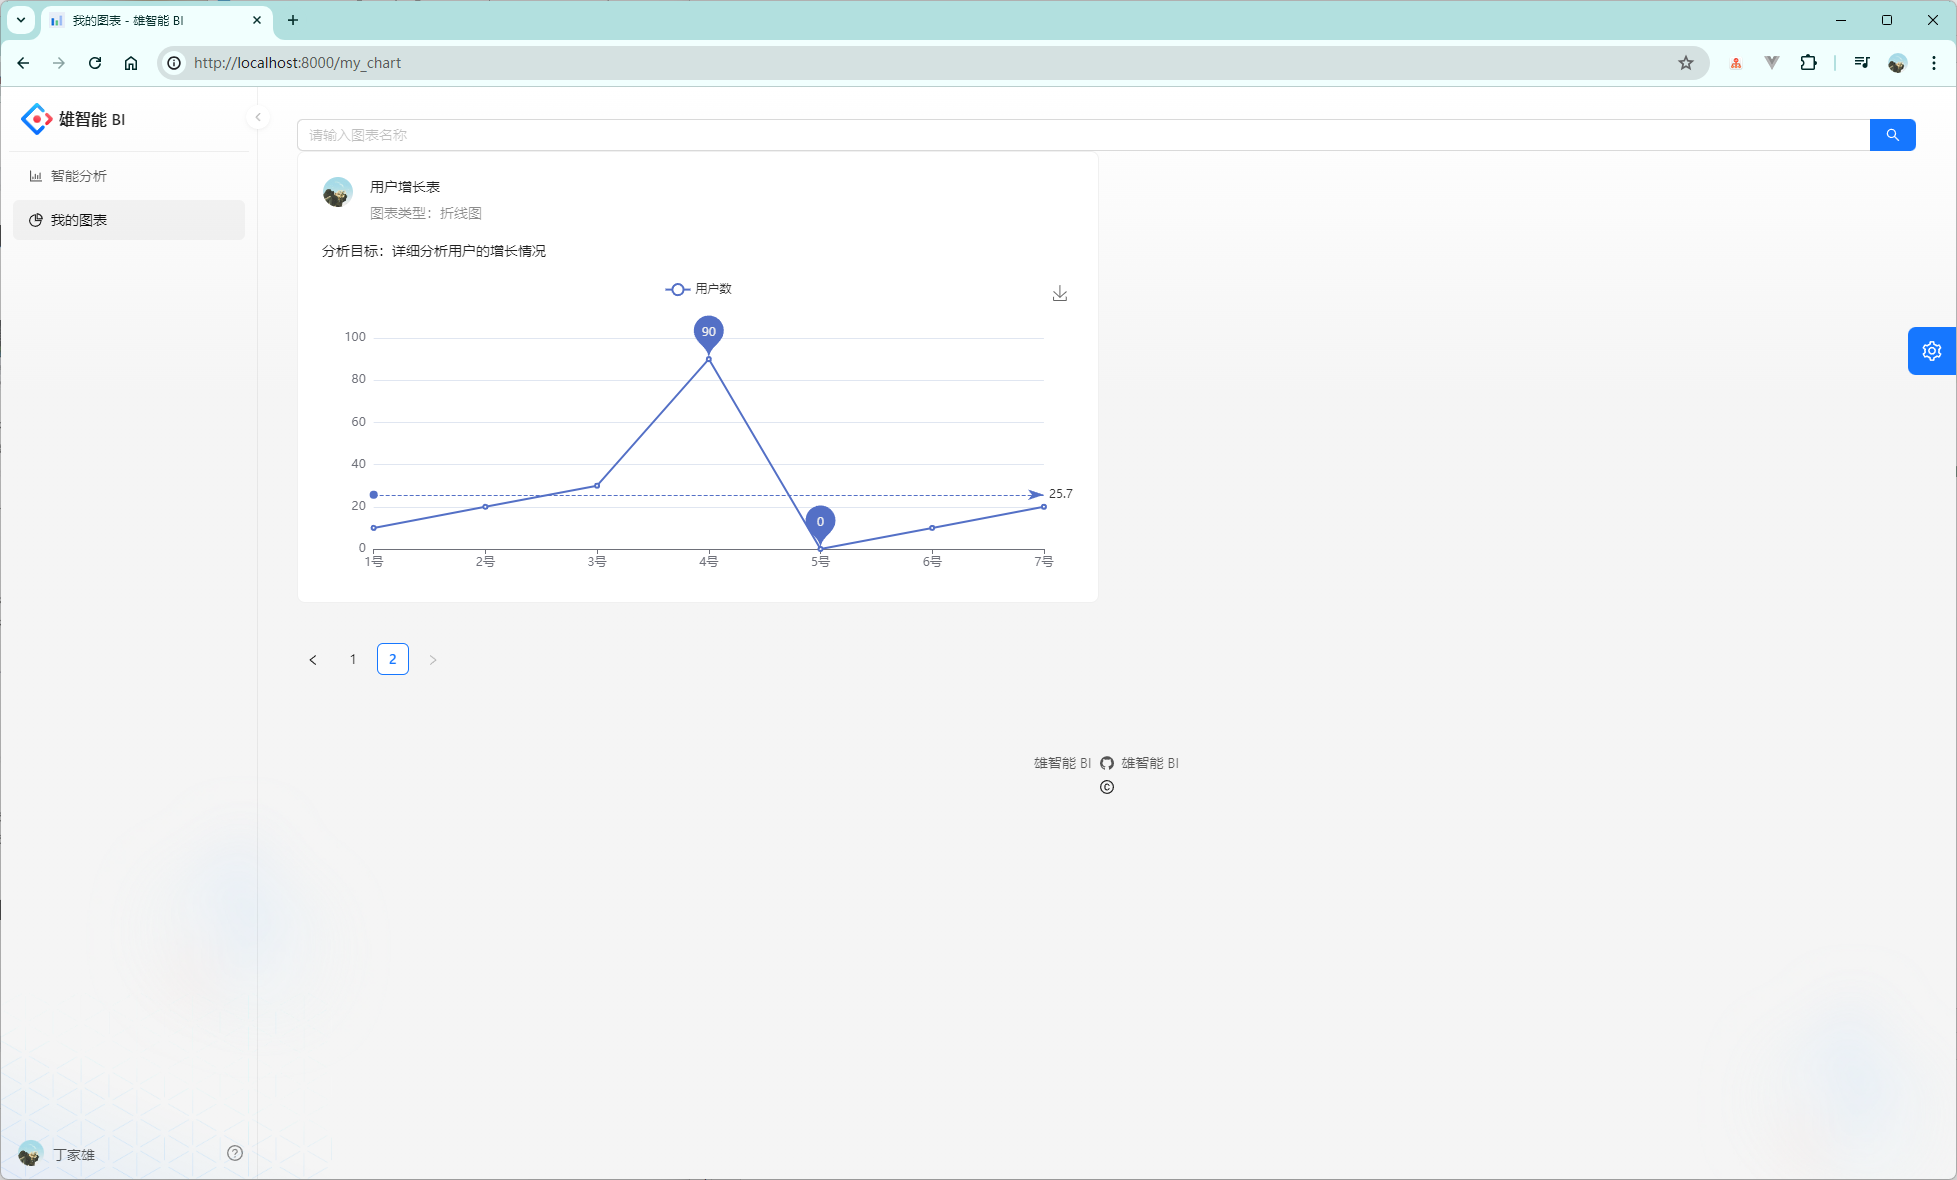 我的图表 - 雄智能 BI
http://localhost:8000/my_chart
雄智能 BI
智能分析
我的图表
请输入图表名称
用户增长表
图表类型：折线图
分析目标：详细分析用户的增长情况
用户数
100
80
60
40
20
0
90
0
25.7
1号 2号 3号 4号 5号 6号 7号
1 2
雄智能 BI 雄智能 BI
©
丁家雄